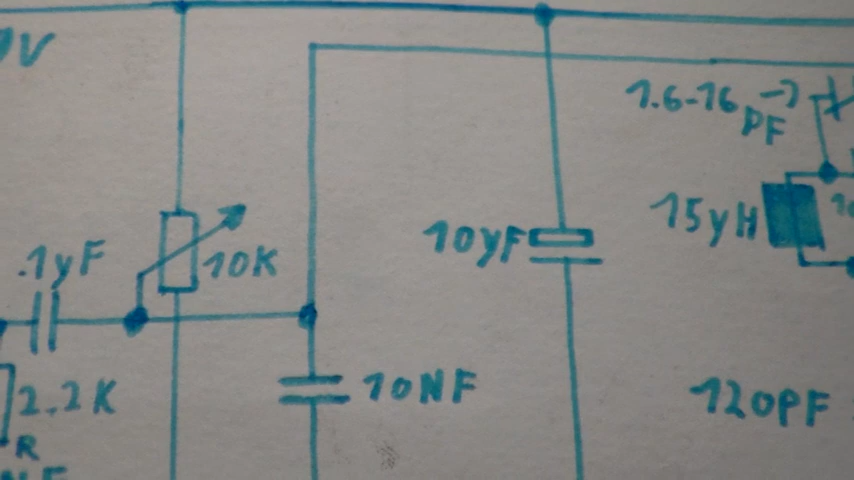 V
1.6-16 →
PF
15yH
10yF
.1yF
10K
10NF
2.2K
R
120PF